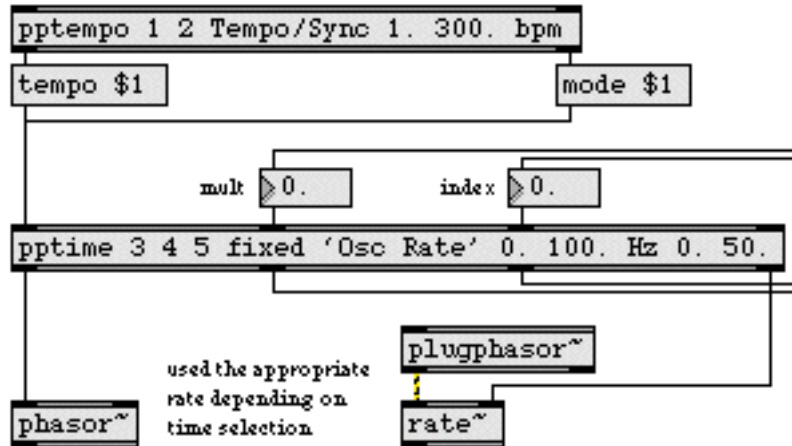 pptempo 1 2 Tempo/Sync 1. 300. bpm
tempo $1
mode $1
mult
0.
index
0.
pptime 3 4 5 fixed ‘Osc Rate’ 0. 100. Hz 0. 50.
plugphasor~
used the appropriate
rate depending on
time selection
phasor~
rate~